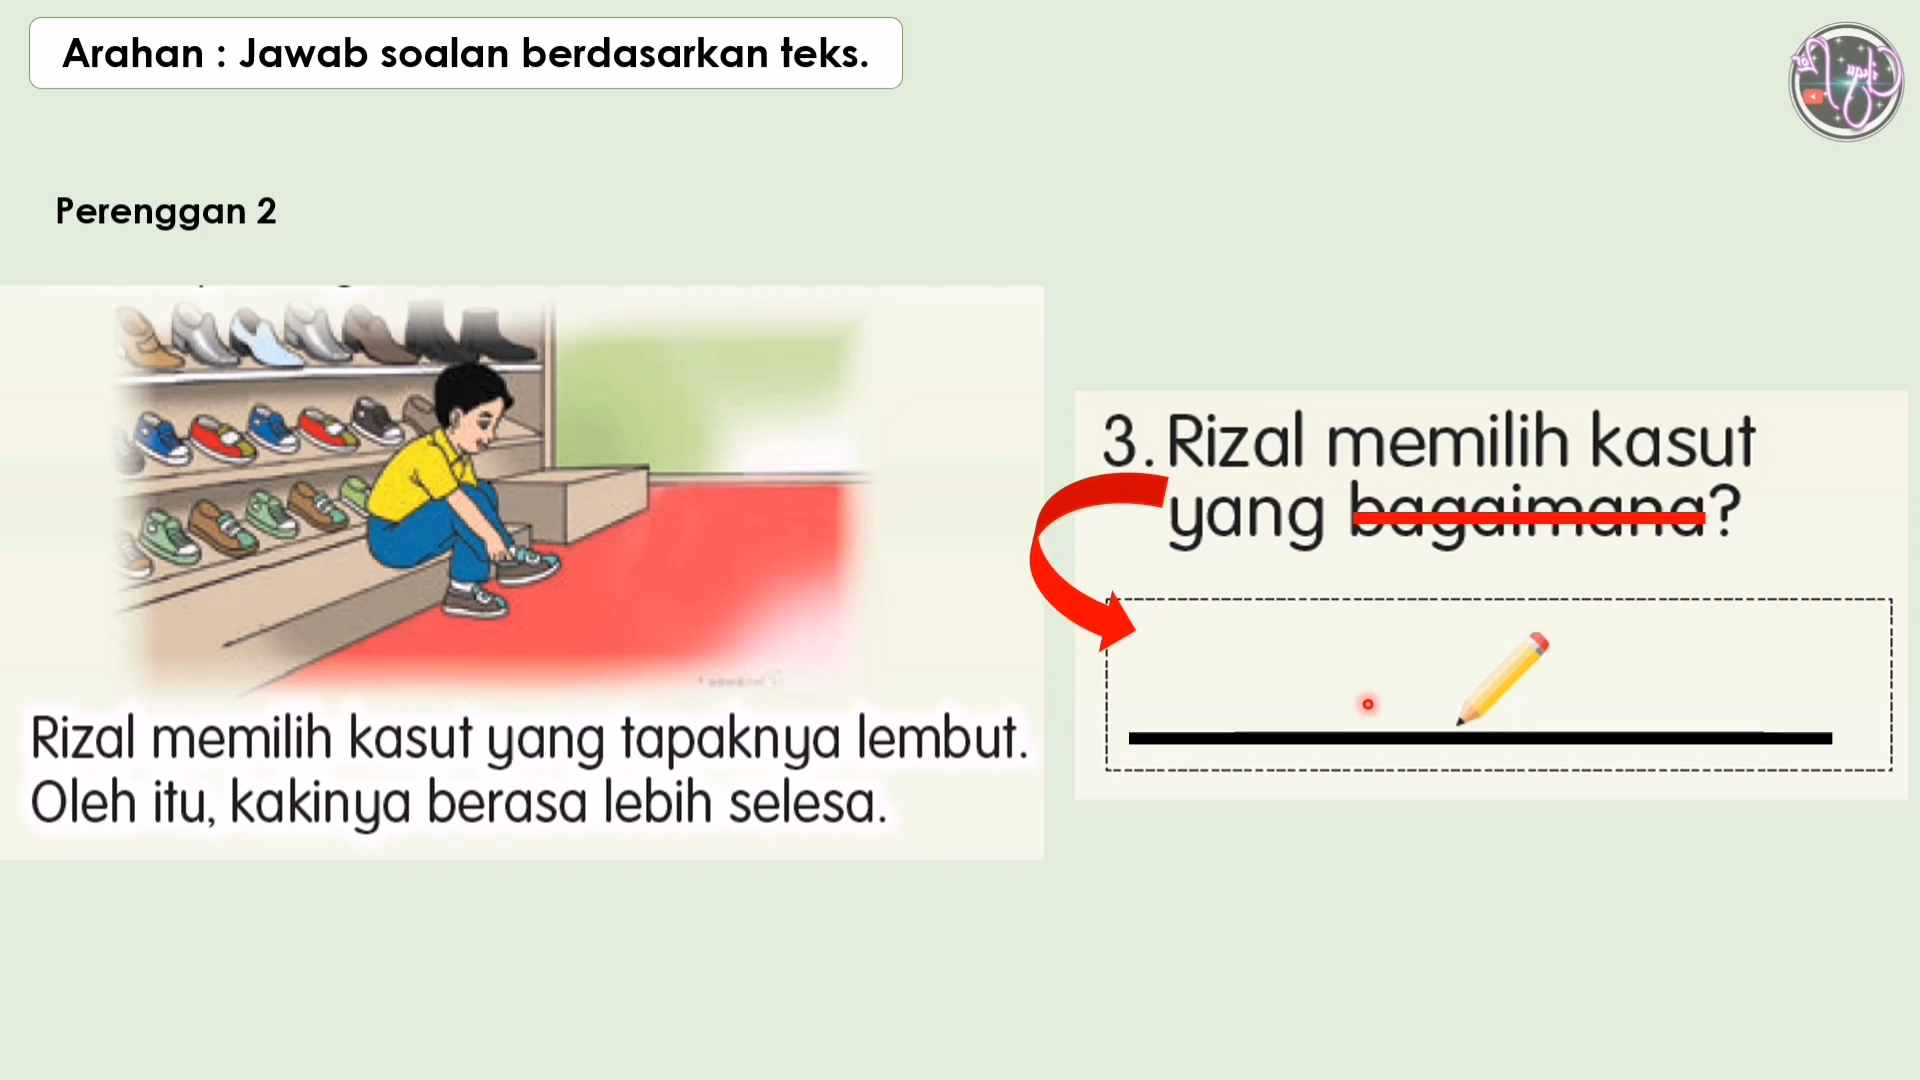 Arahan : Jawab soalan berdasarkan teks.
Perenggan 2
Rizal memilih kasut yang tapaknya lembut.
Oleh itu, kakinya berasa lebih selesa.
3. Rizal memilih kasut
yang bagaimana?